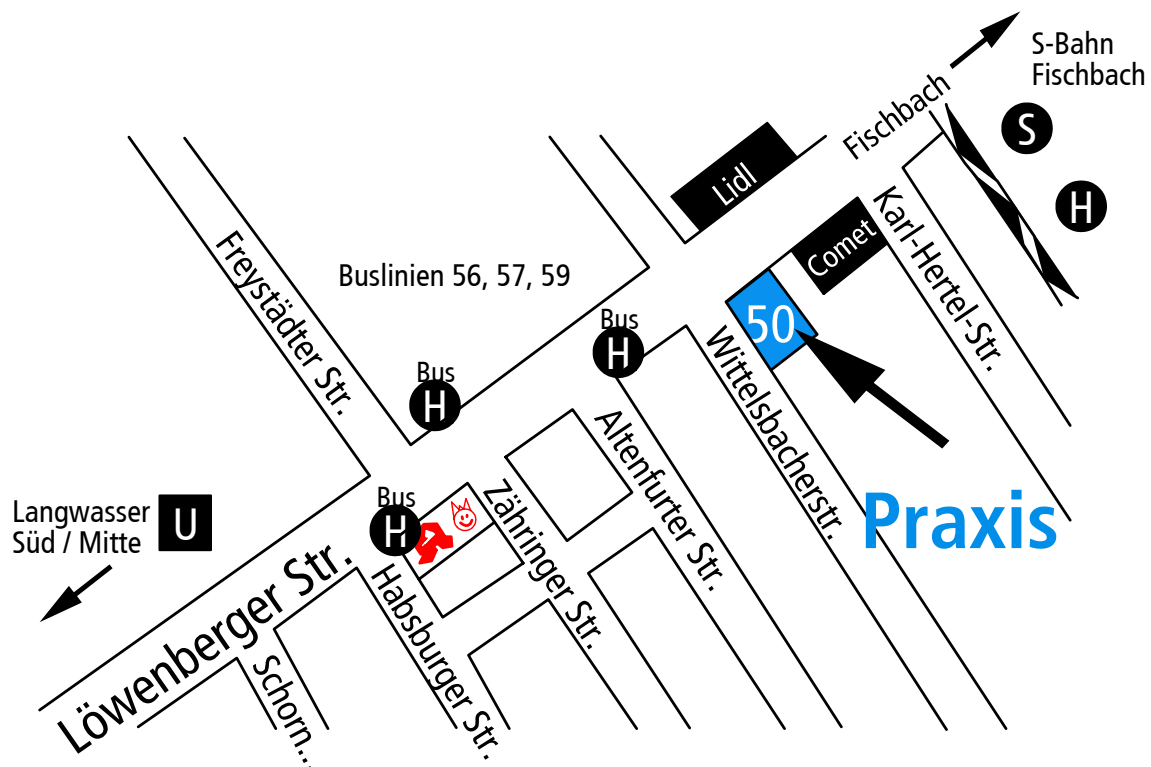 S-Bahn
Fischbach
Fischbach
S
H
Lidl
Karl-Hertel-Str.
Comet
Freystädter Str.
Buslinien 56, 57, 59
50
Bus
H
Wittelsbacherstr.
Bus
H
Altenfurter Str.
Praxis
Langwasser
Süd / Mitte
U
Bus
H
Zähringer Str.
Löwenberger Str.
Habsburger Str.
Schorn...